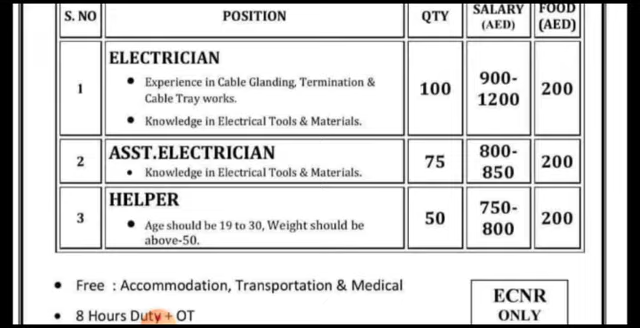 S. NO POSITION QTY SALARY (AED) FOOD (AED)
1 ELECTRICIAN 100 900-1200 200
• Experience in Cable Glanding, Termination &
Cable Tray works.
• Knowledge in Electrical Tools & Materials.
2 ASST.ELECTRICIAN 75 800-850 200
• Knowledge in Electrical Tools & Materials.
3 HELPER 50 750-800 200
• Age should be 19 to 30, Weight should be
above-50.
• Free : Accommodation, Transportation & Medical
• 8 Hours Duty + OT
ECNR
ONLY